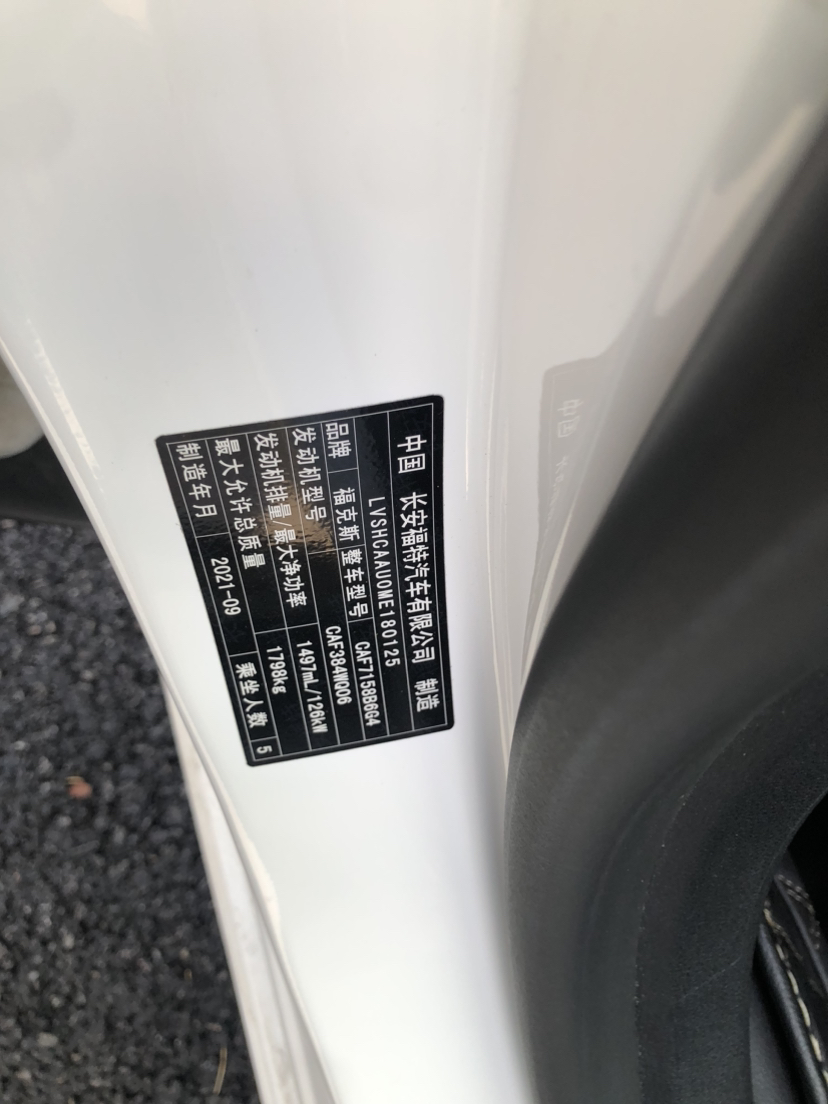 中国 长安福特汽车有限公司 制造
LVSHCAAU0ME180125
品牌 福克斯 整车型号 CAF7158B6G4
发动机型号 CAF384WQ06
发动机排量/最大净功率 1497mL/126kW
最大允许总质量 1798kg
制造年月 2021-09 乘坐人数 5